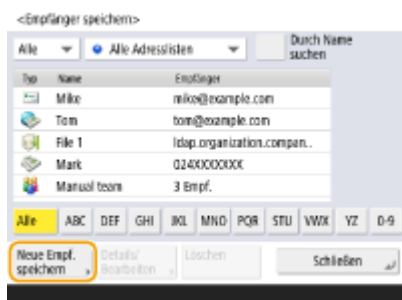 <Empfänger speichern>
Alle Alle Adresslisten Durch Name suchen
Typ Name Empfänger
Mike mike@example.com
Tom tom@example.com
File 1 ldap.organization.compan..
Mark 024XXXXXXX
Manual team 3 Empf.
Alle ABC DEF GHI JKL MNO PQR STU VWX YZ 0-9
Neue Empf. speichern Details/ Bearbeiten Löschen Schließen